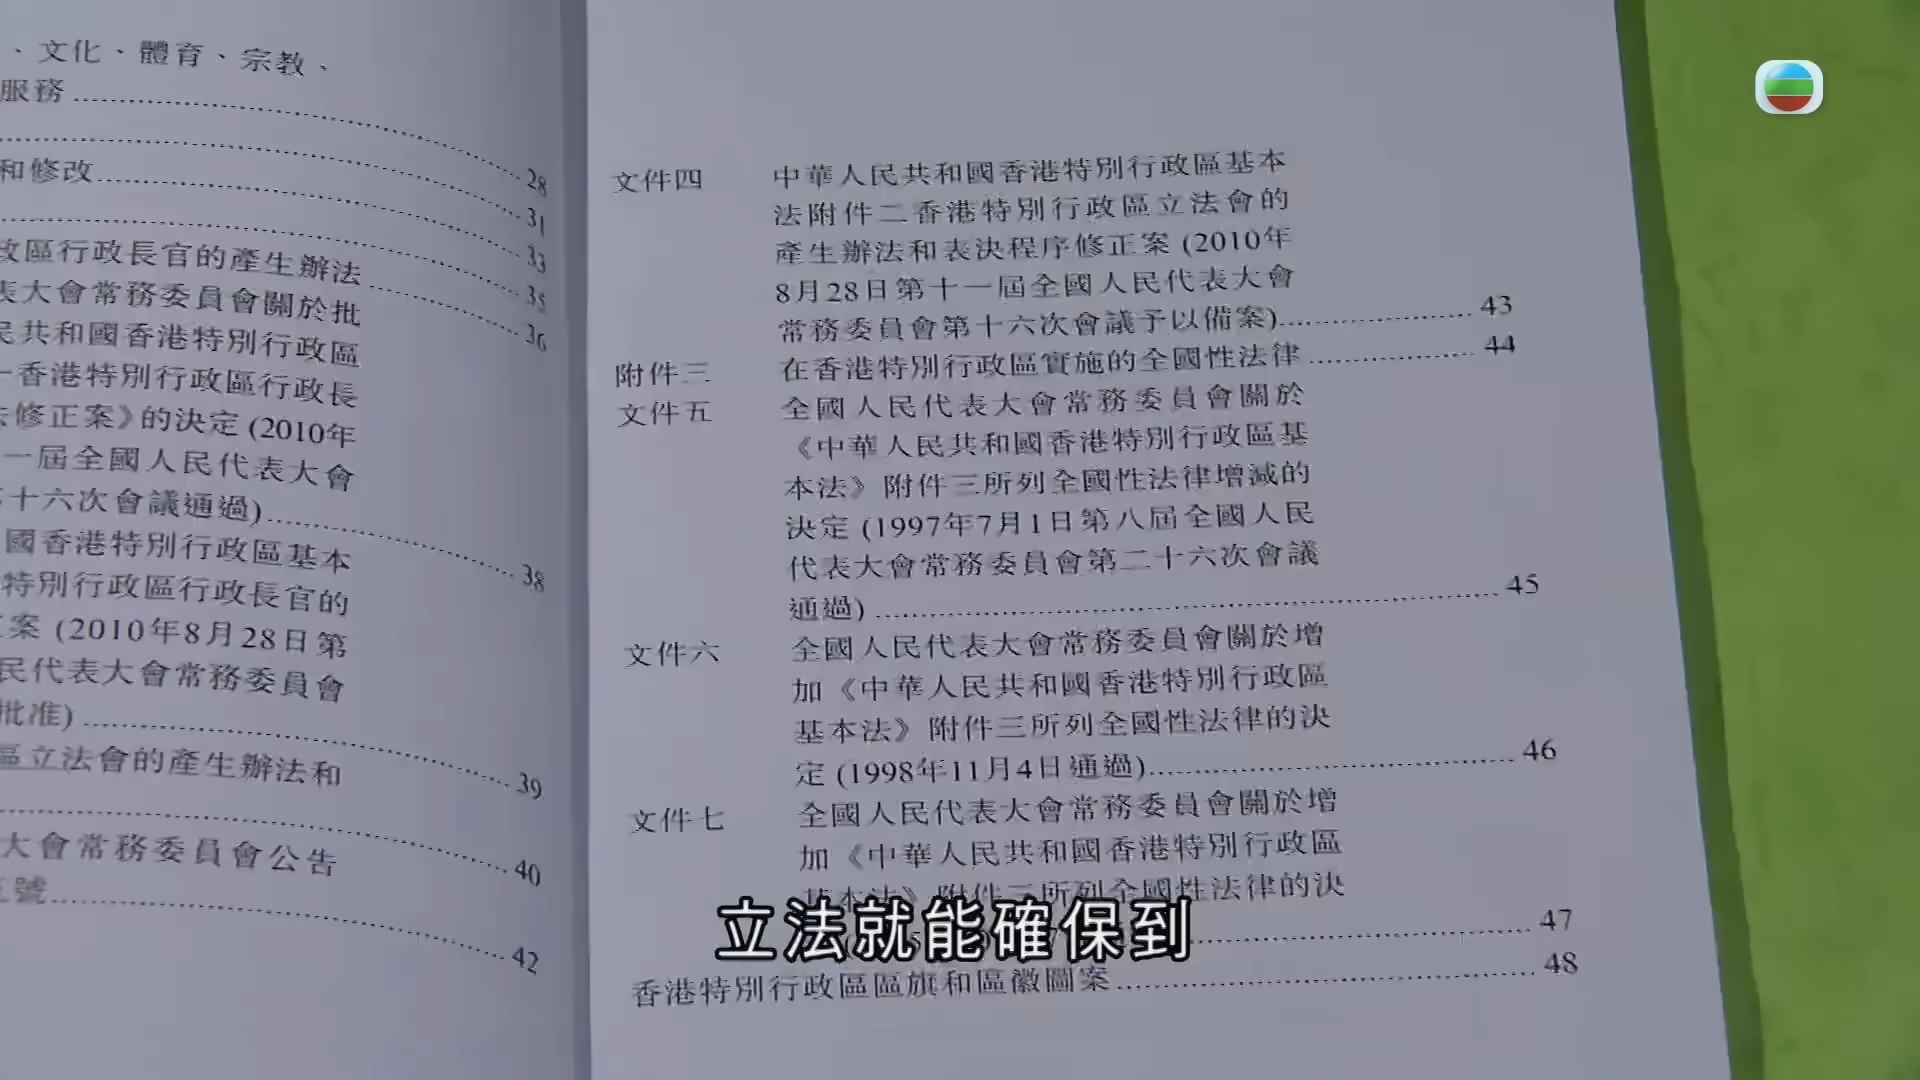 、文化、體育、宗教、
服務 28
31
和修改 33
35
政區行政長官的產生辦法 36
表大會常務委員會關於批
民共和國香港特別行政區
香港特別行政區行政長
法修正案》的決定 (2010年
一屆全國人民代表大會
第十六次會議通過) 38
國香港特別行政區基本
特別行政區行政長官的
正案 (2010年8月28日第
民代表大會常務委員會
批准) 39
區立法會的產生辦法和
40
大會常務委員會公告
號 42
文件四 中華人民共和國香港特別行政區基本
法附件二香港特別行政區立法會的
產生辦法和表決程序修正案 (2010年
8月28日第十一屆全國人民代表大會
常務委員會第十六次會議予以備案) 43
附件三 在香港特別行政區實施的全國性法律 44
文件五 全國人民代表大會常務委員會關於
《中華人民共和國香港特別行政區基
本法》附件三所列全國性法律增減的
決定 (1997年7月1日第八屆全國人民
代表大會常務委員會第二十六次會議
通過) 45
文件六 全國人民代表大會常務委員會關於增
加《中華人民共和國香港特別行政區
基本法》附件三所列全國性法律的決
定 (1998年11月4日通過) 46
文件七 全國人民代表大會常務委員會關於增
加《中華人民共和國香港特別行政區
基本法》附件三所列全國性法律的決
47
香港特別行政區區旗和區徽圖案 48
立法就能確保到